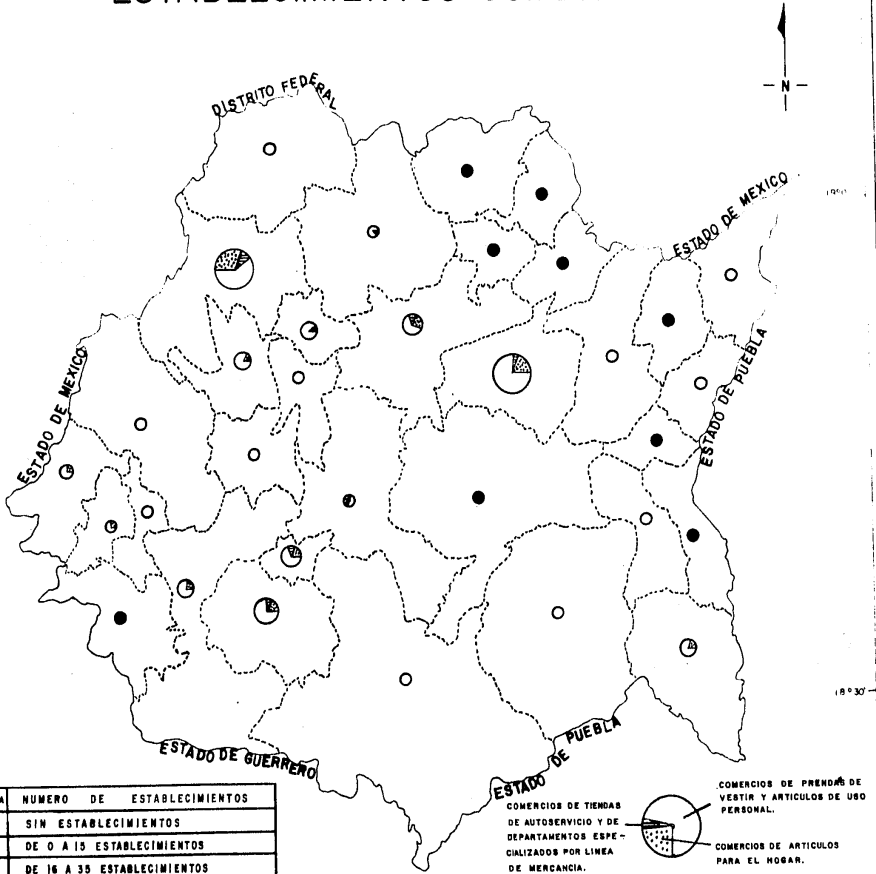 N
DISTRITO FEDERAL
ESTADO DE MEXICO
ESTADO DE MEXICO
ESTADO DE PUEBLA
18°30'
ESTADO DE GUERRERO
ESTADO DE PUEBLA
NUMERO DE ESTABLECIMIENTOS
SIN ESTABLECIMIENTOS
DE 0 A 15 ESTABLECIMIENTOS
DE 16 A 35 ESTABLECIMIENTOS
COMERCIOS DE TIENDAS
DE AUTOSERVICIO Y DE
DEPARTAMENTOS ESPE-
CIALIZADOS POR LINEA
DE MERCANCIA.
COMERCIOS DE PRENDAS DE
VESTIR Y ARTICULOS DE USO
PERSONAL.
COMERCIOS DE ARTICULOS
PARA EL HOGAR.